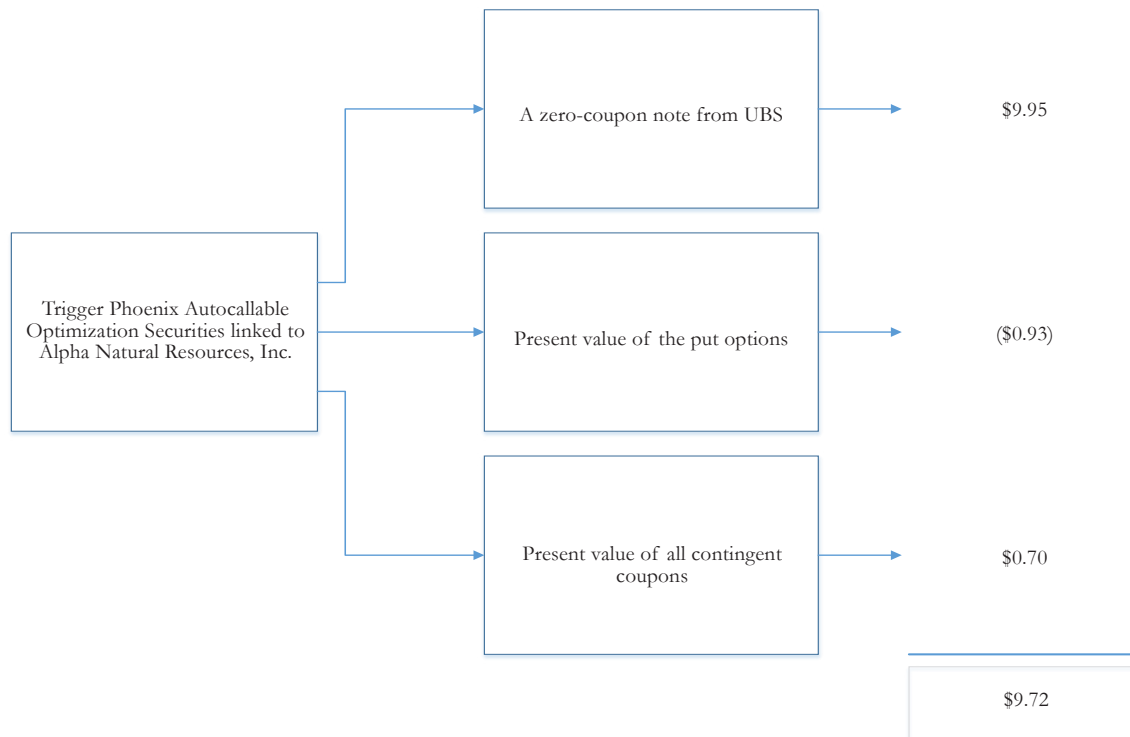 A zero-coupon note from UBS
$9.95
Trigger Phoenix Autocallable
Optimization Securities linked to
Alpha Natural Resources, Inc.
Present value of the put options
($0.93)
Present value of all contingent
coupons
$0.70
$9.72